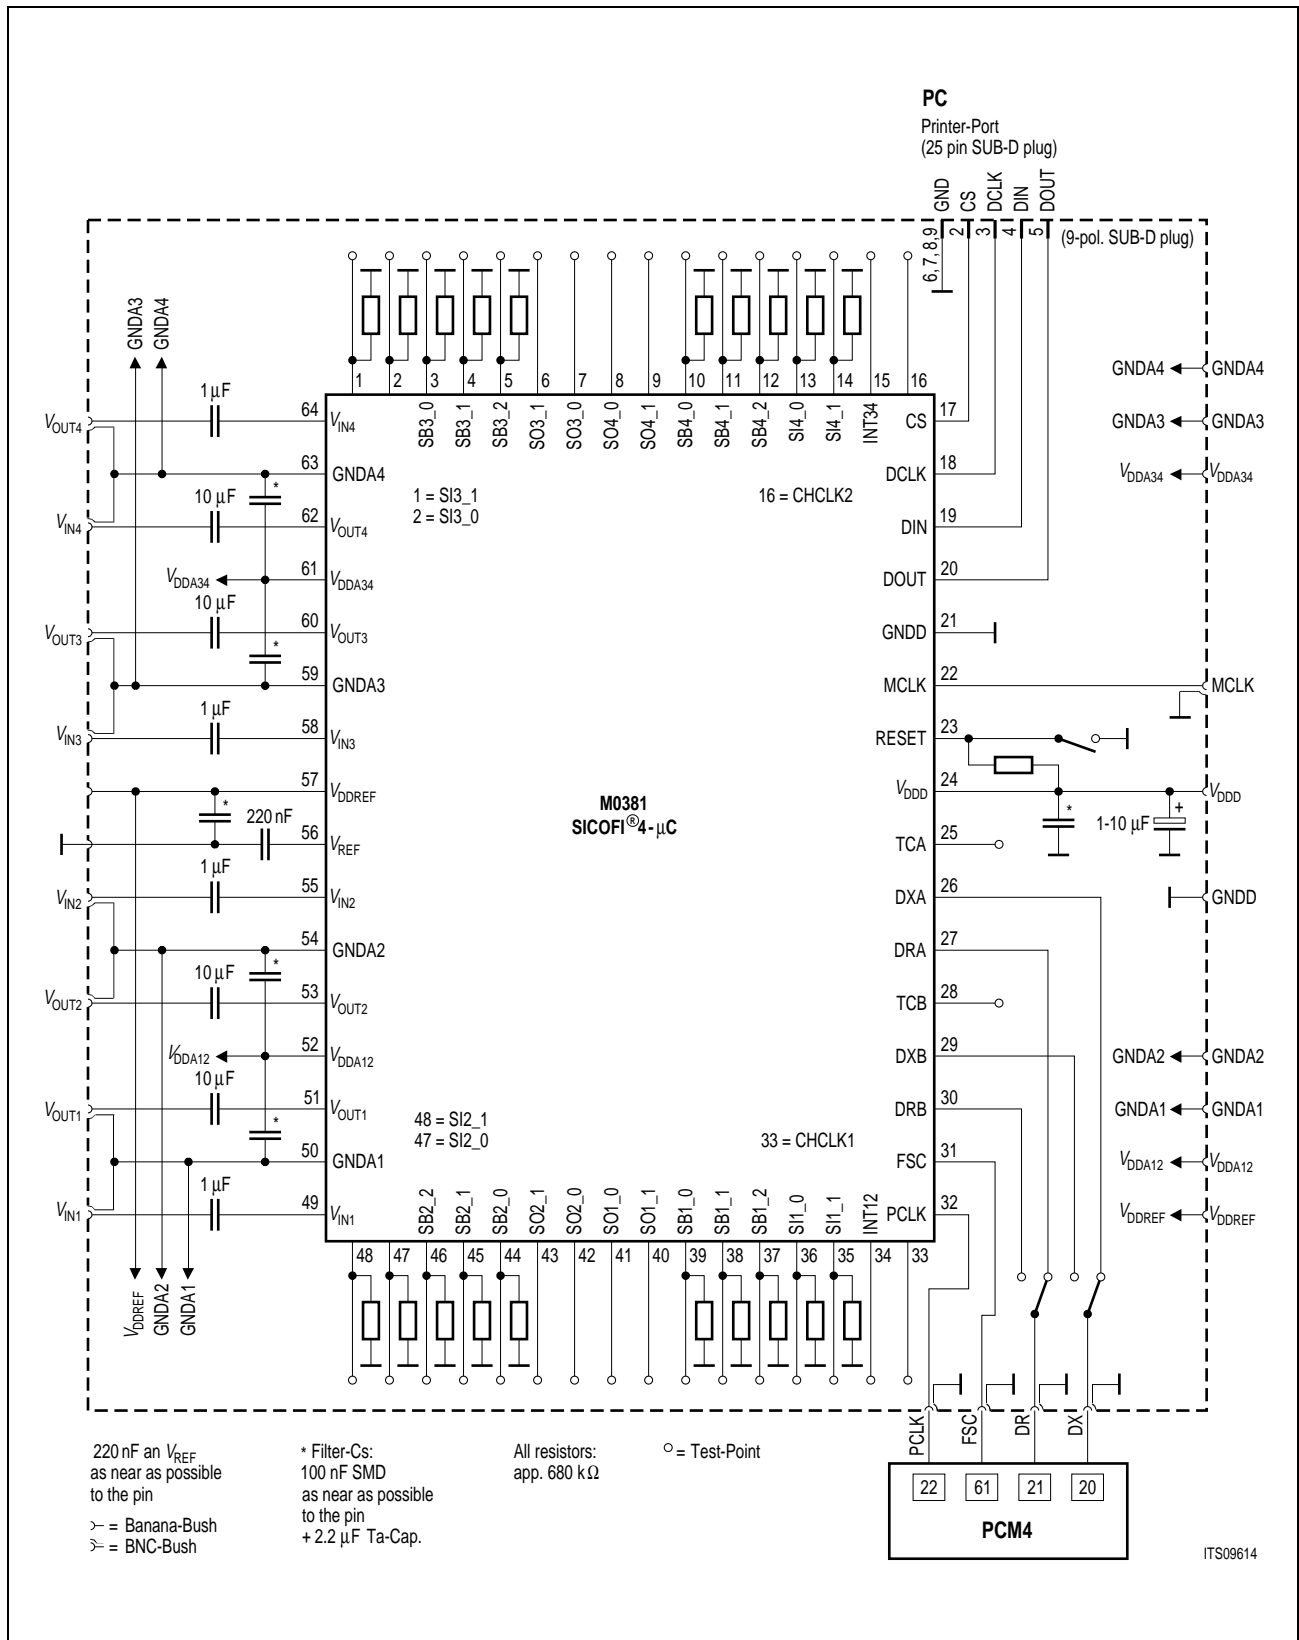 PC
Printer-Port
(25 pin SUB-D plug)
GND
CS
DCLK
DIN
DOUT
6, 7, 8, 9
2
3
4
5
(9-pol. SUB-D plug)
GNDA3
GNDA4
1
2
3
4
5
6
7
8
9
10
11
12
13
14
15
16
SB3_0
SB3_1
SB3_2
SO3_1
SO3_0
SO4_0
SO4_1
SB4_0
SB4_1
SB4_2
SI4_0
SI4_1
INT34
1 = SI3_1
2 = SI3_0
16 = CHCLK2
VOUT4
1 µF
64
VIN4
63
GNDA4
VIN4
10 µF
62
VOUT4
VDDA34
61
VDDA34
VOUT3
10 µF
60
VOUT3
*
*
59
GNDA3
VIN3
1 µF
58
VIN3
57
VDDREF
*
220 nF
56
VREF
VIN2
1 µF
55
VIN2
54
GNDA2
VOUT2
10 µF
53
VOUT2
*
VDDA12
52
VDDA12
VOUT1
10 µF
51
VOUT1
*
50
GNDA1
VIN1
1 µF
49
VIN1
M0381
SICOFI®4-µC
CS
17
DCLK
18
DIN
19
DOUT
20
GNDD
21
MCLK
22
MCLK
RESET
23
VDDD
24
VDDD
*
1-10 µF
+
TCA
25
DXA
26
GNDD
DRA
27
TCB
28
DXB
29
DRB
30
FSC
31
PCLK
32
GNDA4
GNDA4
GNDA3
GNDA3
VDDA34
VDDA34
GNDA2
GNDA2
GNDA1
GNDA1
VDDA12
VDDA12
VDDREF
VDDREF
48 = SI2_1
47 = SI2_0
33 = CHCLK1
SB2_2
SB2_1
SB2_0
SO2_1
SO2_0
SO1_0
SO1_1
SB1_0
SB1_1
SB1_2
SI1_0
SI1_1
INT12
48
47
46
45
44
43
42
41
40
39
38
37
36
35
34
33
VDDREF
GNDA2
GNDA1
PCLK
FSC
DR
DX
22
61
21
20
PCM4
220 nF an VREF
as near as possible
to the pin
= Banana-Bush
= BNC-Bush
* Filter-Cs:
100 nF SMD
as near as possible
to the pin
+ 2.2 µF Ta-Cap.
All resistors:
app. 680 kΩ
= Test-Point
ITS09614